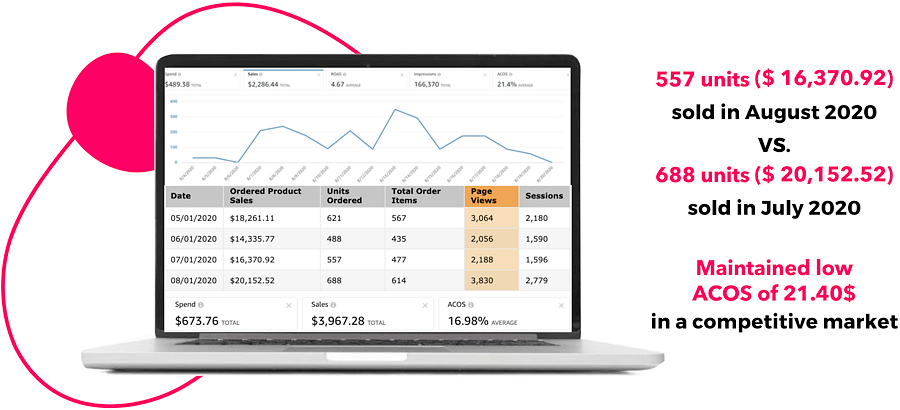 Spend Sales ROAS Impressions ACOS
$489.38 TOTAL $2,286.44 TOTAL 4.67 AVERAGE 166,370 TOTAL 21.4% AVERAGE
400
300
200
100
0
Date Ordered Product Sales Units Ordered Total Order Items Page Views Sessions
05/01/2020 $18,261.11 621 567 3,064 2,180
06/01/2020 $14,335.77 488 435 2,056 1,590
07/01/2020 $16,370.92 557 477 2,188 1,596
08/01/2020 $20,152.52 688 614 3,830 2,779
Spend Sales ACOS
$673.76 TOTAL $3,967.28 TOTAL 16.98% AVERAGE
557 units ($ 16,370.92)
sold in August 2020
VS.
688 units ($ 20,152.52)
sold in July 2020
Maintained low
ACOS of 21.40$
in a competitive market